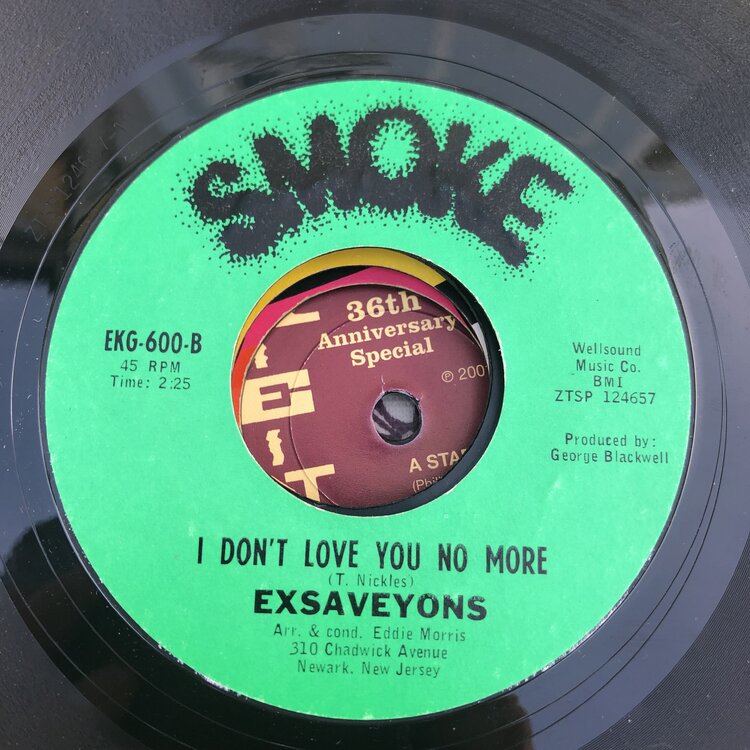 SMOKE
EKG-600-B
45 RPM
Time: 2:25
Wellsound
Music Co.
BMI
ZTSP 124657
Produced by:
George Blackwell
36th
Anniversary
Special
℗ 2001
A STA
I DON'T LOVE YOU NO MORE
(T. Nickles)
EXSAVEYONS
Arr. & cond. Eddie Morris
310 Chadwick Avenue
Newark, New Jersey